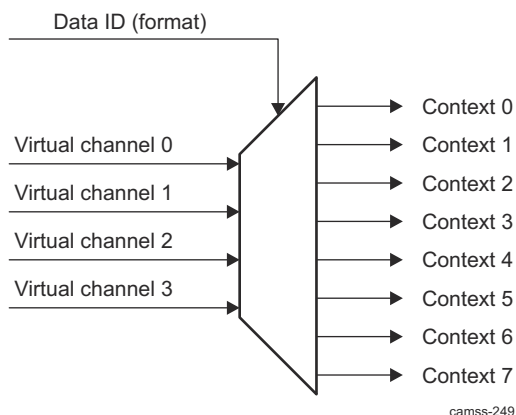 Data ID (format)
Virtual channel 0
Virtual channel 1
Virtual channel 2
Virtual channel 3
Context 0
Context 1
Context 2
Context 3
Context 4
Context 5
Context 6
Context 7
camss-249